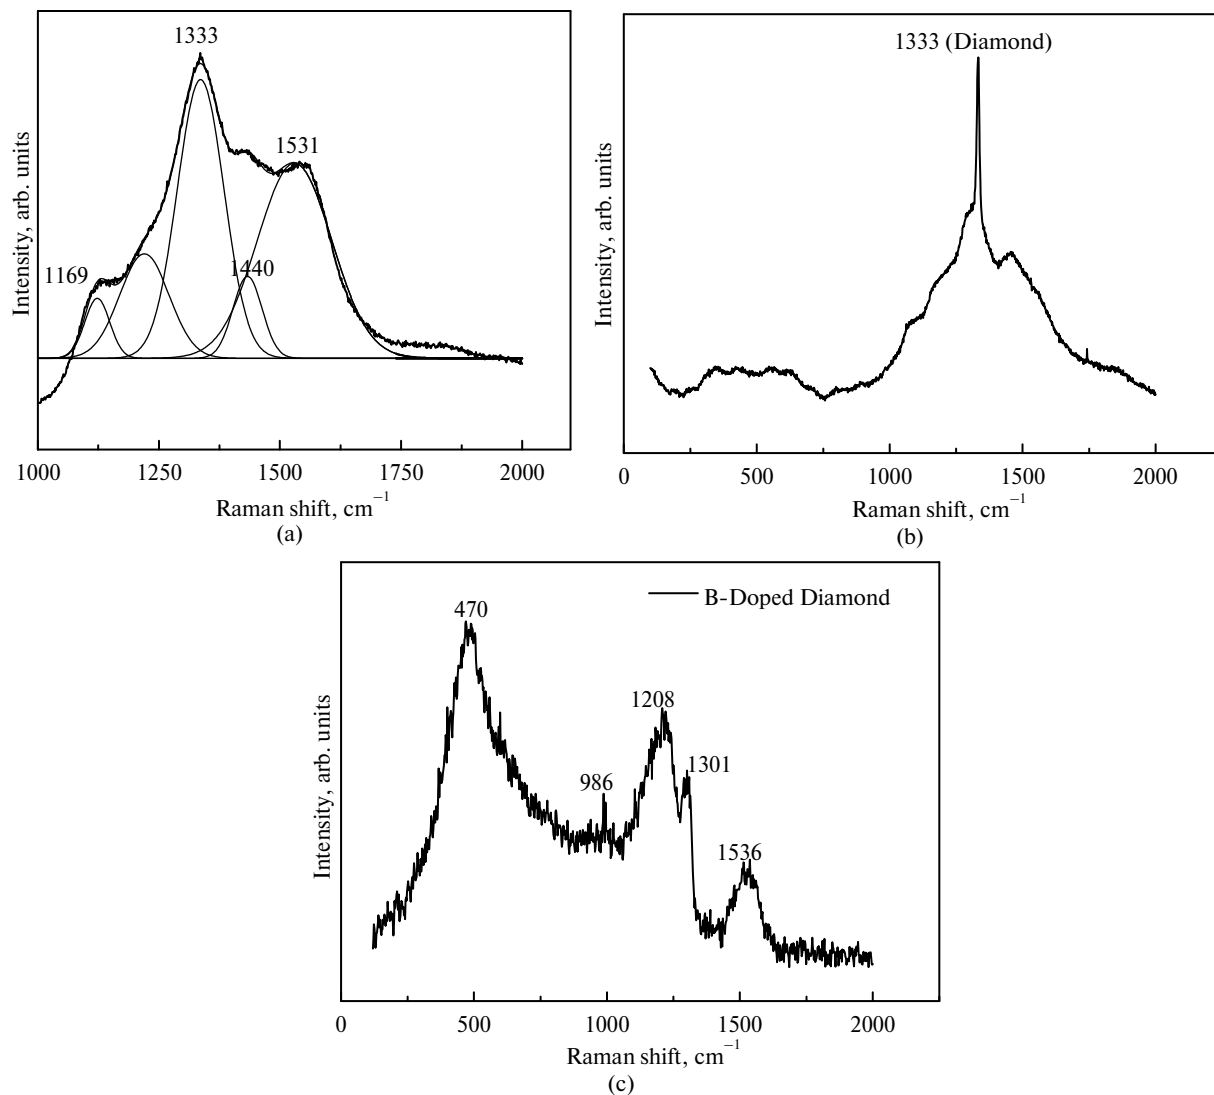 1333
1531
1169
1440
Intensity, arb. units
1000 1250 1500 1750 2000
Raman shift, cm⁻¹
(a)
1333 (Diamond)
Intensity, arb. units
0 500 1000 1500 2000
Raman shift, cm⁻¹
(b)
B-Doped Diamond
470
1208
1301
986
1536
Intensity, arb. units
0 500 1000 1500 2000
Raman shift, cm⁻¹
(c)